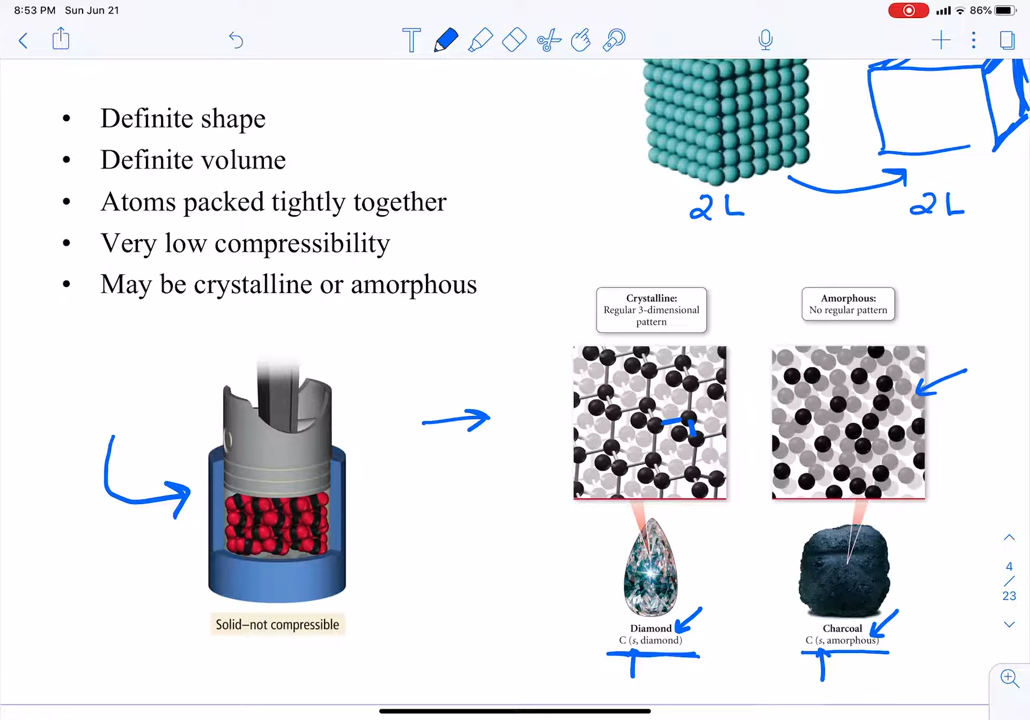 8:53 PM Sun Jun 21
86%
T
• Definite shape
• Definite volume
• Atoms packed tightly together
• Very low compressibility
• May be crystalline or amorphous
2 L
2 L
Crystalline:
Regular 3-dimensional
pattern
Amorphous:
No regular pattern
Solid—not compressible
Diamond
C (s, diamond)
Charcoal
C (s, amorphous)
4
/
23